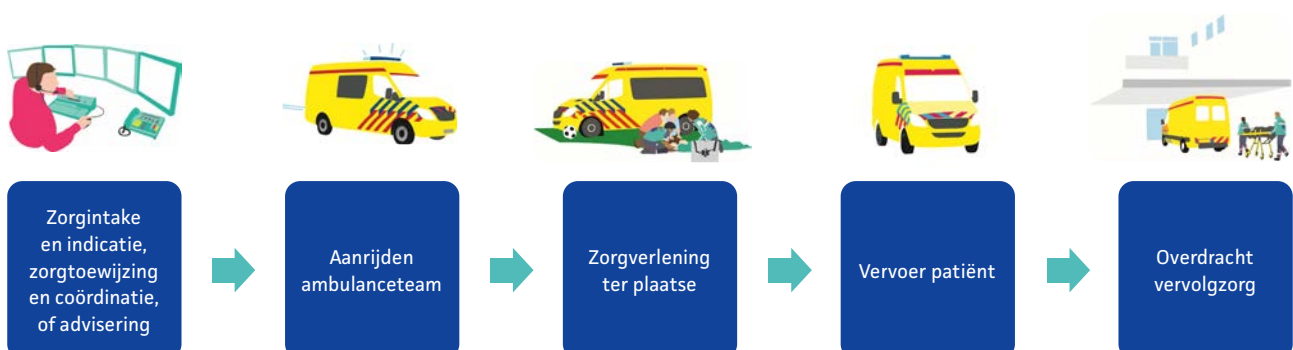 Zorgintake
en indicatie,
zorgtoewijzing
en coördinatie,
of advisering
Aanrijden
ambulanceteam
Zorgverlening
ter plaatse
Vervoer patiënt
Overdracht
vervolgzorg